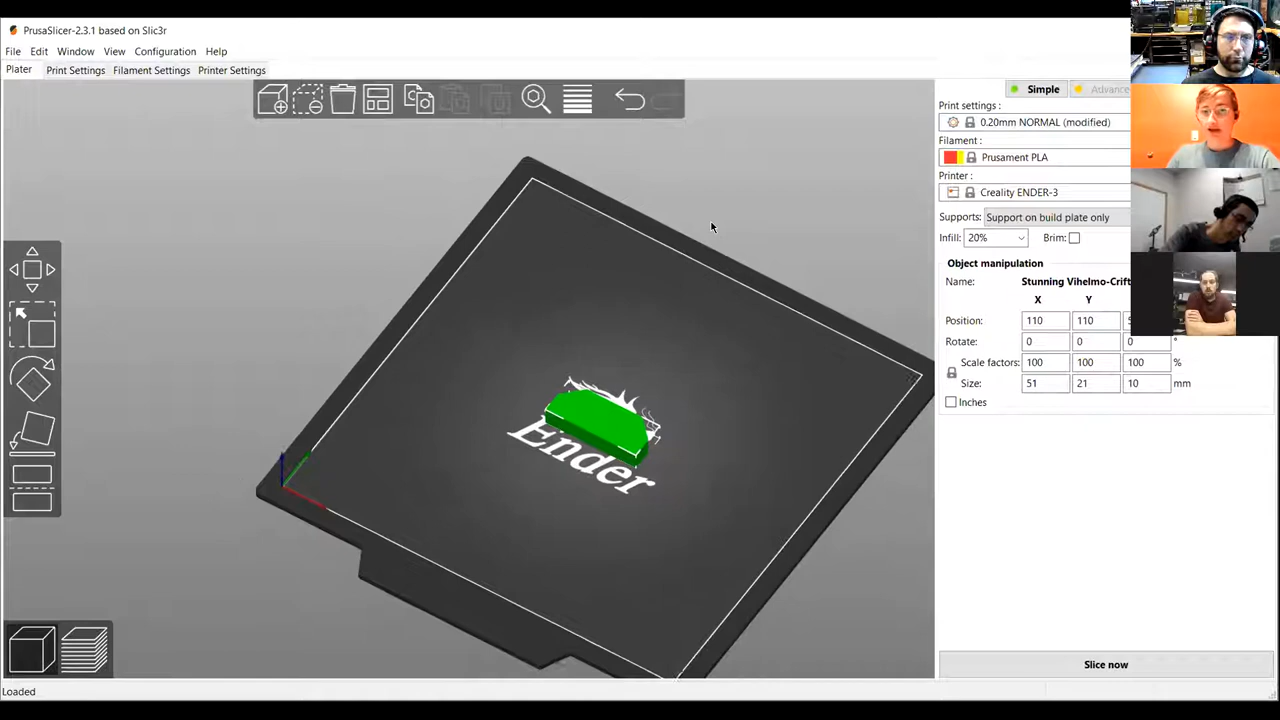 PrusaSlicer-2.3.1 based on Slic3r
File Edit Window View Configuration Help
Plater Print Settings Filament Settings Printer Settings
Simple Advance
Print settings:
0.20mm NORMAL (modified)
Filament:
Prusament PLA
Printer :
Creality ENDER-3
Supports: Support on build plate only
Infill: 20% Brim:
Object manipulation
Name: Stunning Vihelmo-Crift
X Y
Position: 110 110 5
Rotate: 0 0 0 °
Scale factors: 100 100 100 %
Size: 51 21 10 mm
Inches
Ender
Slice now
Loaded